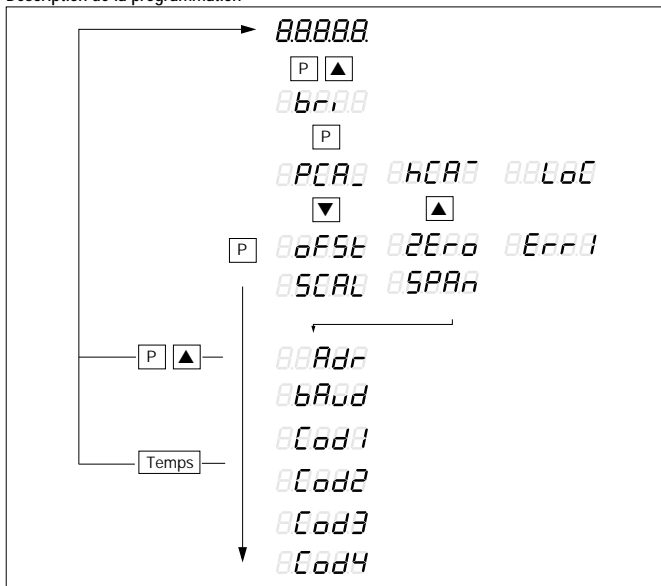 Description de la programmation
8.8.8.8.8.
P ▲
bri
P
PCA_ hCA¯ LoC
▼ ▲
P oFSt 2Ero Err1
SCAL SPAn
P ▲ Adr
bAud
Cod1
Temps
Cod2
Cod3
Cod4